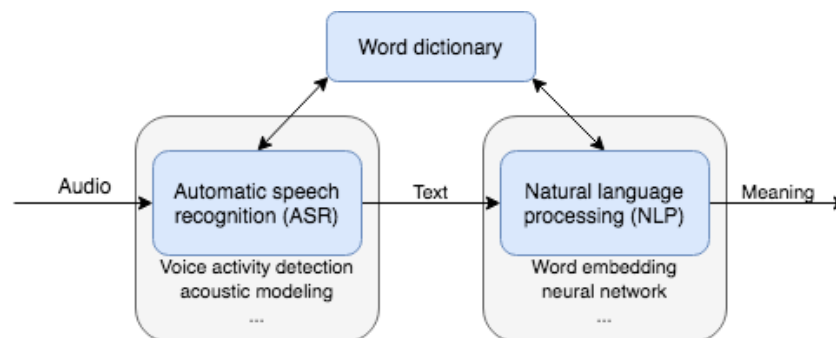 Word dictionary
Audio
Automatic speech
recognition (ASR)
Text
Natural language
processing (NLP)
Meaning
Voice activity detection
acoustic modeling
...
Word embedding
neural network
...